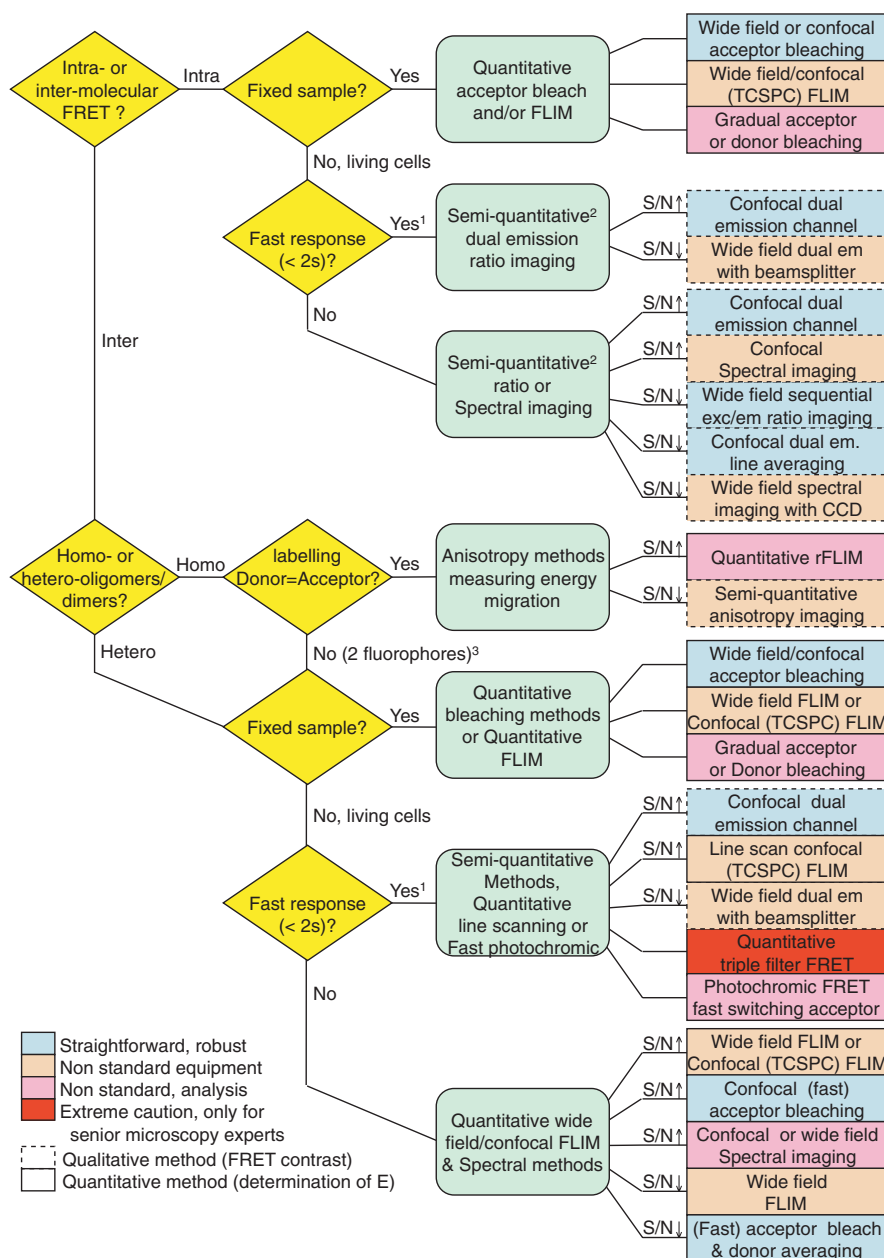 Intra- or
inter-molecular
FRET ?
Intra
Fixed sample?
Yes
Quantitative
acceptor bleach
and/or FLIM
Wide field or confocal
acceptor bleaching
Wide field/confocal
(TCSPC) FLIM
Gradual acceptor
or donor bleaching
No, living cells
Fast response
(< 2s)?
Yes¹
Semi-quantitative²
dual emission
ratio imaging
S/N↑
Confocal dual
emission channel
S/N↓
Wide field dual em
with beamsplitter
No
Inter
Semi-quantitative²
ratio or
Spectral imaging
S/N↑
Confocal dual
emission channel
S/N↑
Confocal
Spectral imaging
S/N↓
Wide field sequential
exc/em ratio imaging
S/N↓
Confocal dual em.
line averaging
S/N↓
Wide field spectral
imaging with CCD
Homo- or
hetero-oligomers/
dimers?
Homo
labelling
Donor=Acceptor?
Yes
Anisotropy methods
measuring energy
migration
S/N↑
Quantitative rFLIM
S/N↓
Semi-quantitative
anisotropy imaging
Hetero
No (2 fluorophores)³
Fixed sample?
Yes
Quantitative
bleaching methods
or Quantitative
FLIM
Wide field/confocal
acceptor bleaching
Wide field FLIM or
Confocal (TCSPC) FLIM
Gradual acceptor
or Donor bleaching
No, living cells
Fast response
(< 2s)?
Yes¹
Semi-quantitative
Methods,
Quantitative
line scanning or
Fast photochromic
S/N↑
Confocal dual
emission channel
S/N↑
Line scan confocal
(TCSPC) FLIM
S/N↓
Wide field dual em
with beamsplitter
Quantitative
triple filter FRET
Photochromic FRET
fast switching acceptor
No
Quantitative wide
field/confocal FLIM
& Spectral methods
S/N↑
Wide field FLIM or
Confocal (TCSPC) FLIM
S/N↑
Confocal (fast)
acceptor bleaching
S/N↑
Confocal or wide field
Spectral imaging
S/N↓
Wide field
FLIM
S/N↓
(Fast) acceptor bleach
& donor averaging
Straightforward, robust
Non standard equipment
Non standard, analysis
Extreme caution, only for
senior microscopy experts
Qualitative method (FRET contrast)
Quantitative method (determination of E)